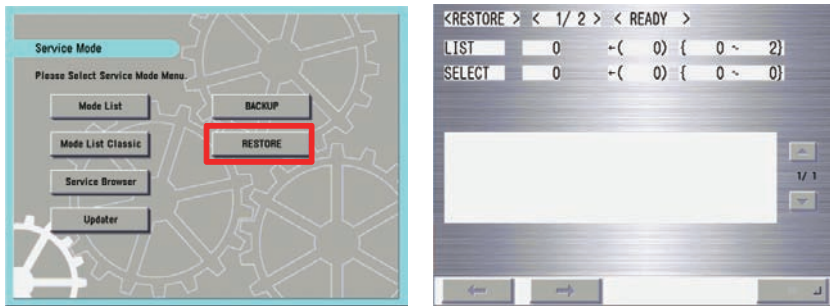 Service Mode
Please Select Service Mode Menu.
Mode List
BACKUP
Mode List Classic
RESTORE
Service Browser
Updater
<RESTORE > < 1/ 2 > < READY >
LIST 0 ←( 0) { 0 ~ 2}
SELECT 0 ←( 0) { 0 ~ 0}
1/ 1